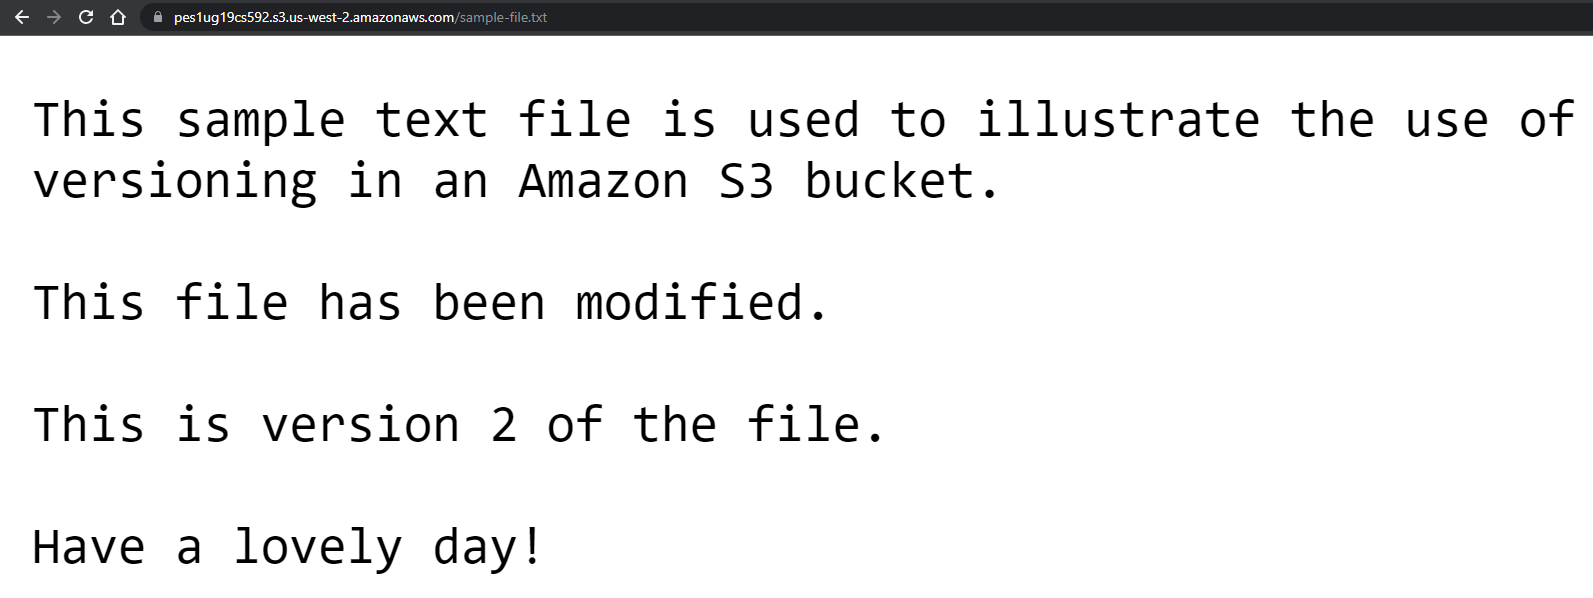 pes1ug19cs592.s3.us-west-2.amazonaws.com/sample-file.txt
This sample text file is used to illustrate the use of
versioning in an Amazon S3 bucket.
This file has been modified.
This is version 2 of the file.
Have a lovely day!